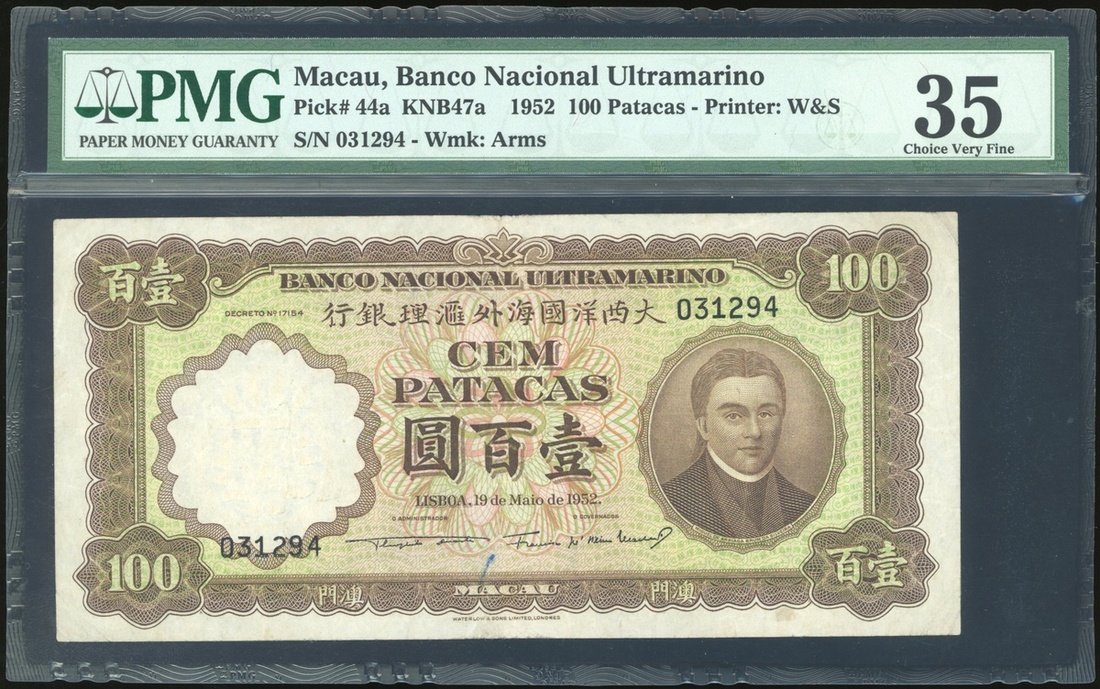 PMG
PAPER MONEY GUARANTY
Macau, Banco Nacional Ultramarino
Pick# 44a KNB47a 1952 100 Patacas - Printer: W&S
S/N 031294 - Wmk: Arms
35
Choice Very Fine
百壹
BANCO NACIONAL ULTRAMARINO
100
DECRETO Nº 17154
行銀理滙外海國西洋大
031294
CEM
PATACAS
圓百壹
LISBOA, 19 de Maio de 1952.
O ADMINISTRADOR
O GOVERNADOR
031294
100
門澳
MACAU
門澳
百壹
WATERLOW & SONS LIMITED, LONDRES
PMG